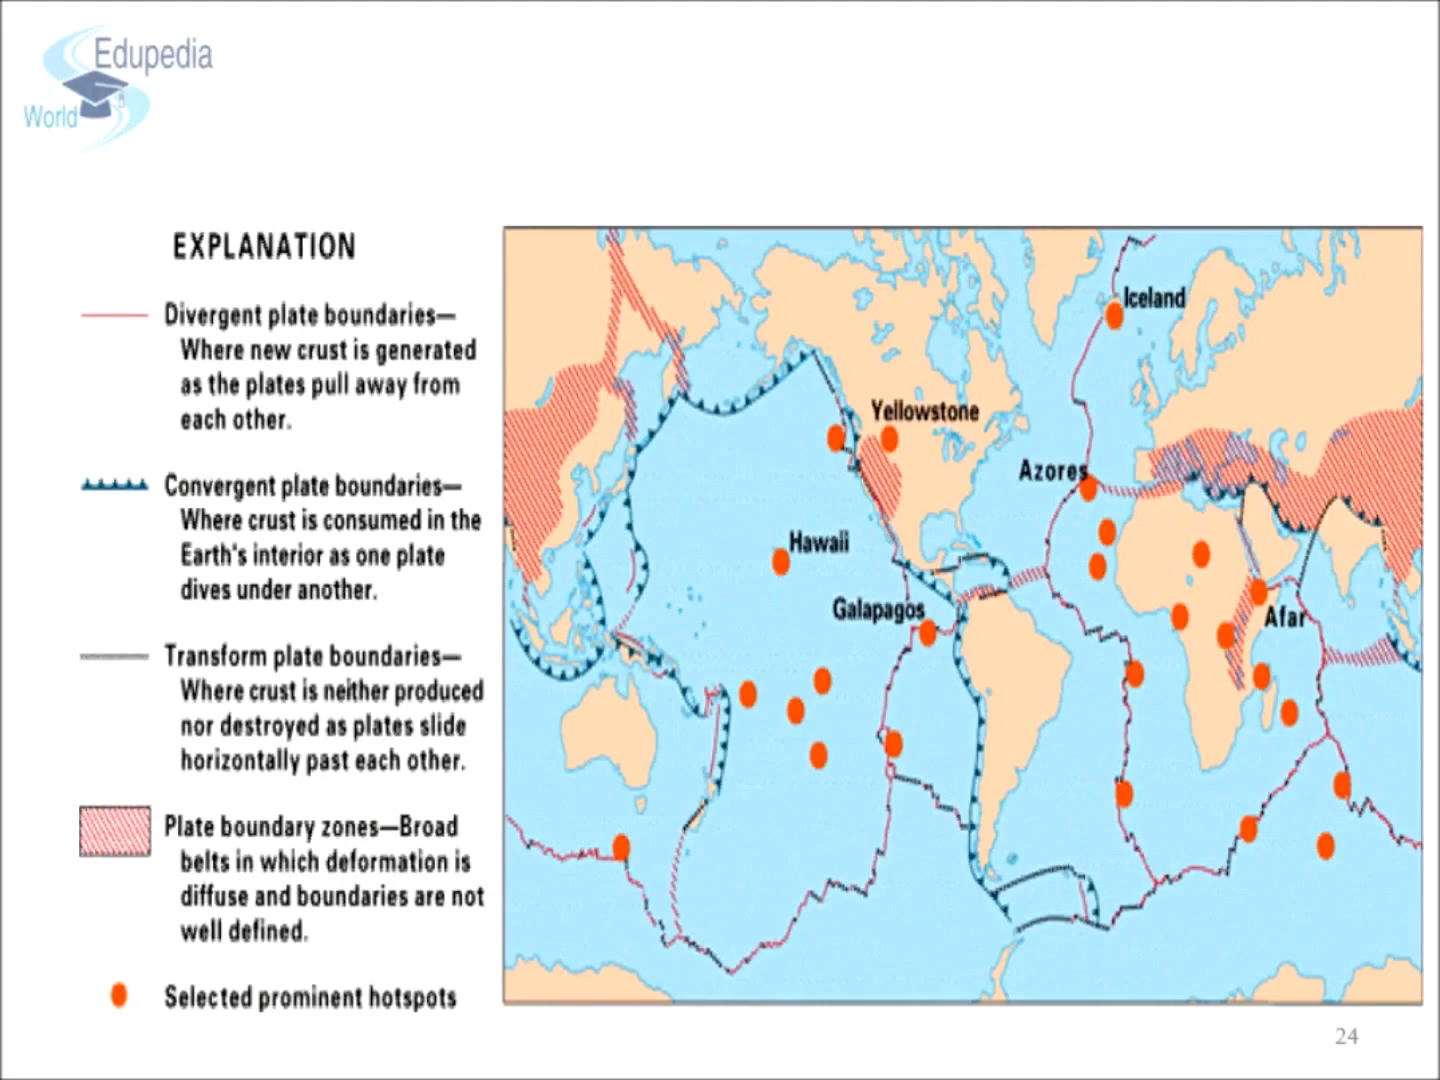 Edupedia
World
EXPLANATION
Divergent plate boundaries—
Where new crust is generated
as the plates pull away from
each other.
Convergent plate boundaries—
Where crust is consumed in the
Earth's interior as one plate
dives under another.
Transform plate boundaries—
Where crust is neither produced
nor destroyed as plates slide
horizontally past each other.
Plate boundary zones—Broad
belts in which deformation is
diffuse and boundaries are not
well defined.
Selected prominent hotspots
Iceland
Yellowstone
Azores
Hawaii
Galapagos
Afar
24